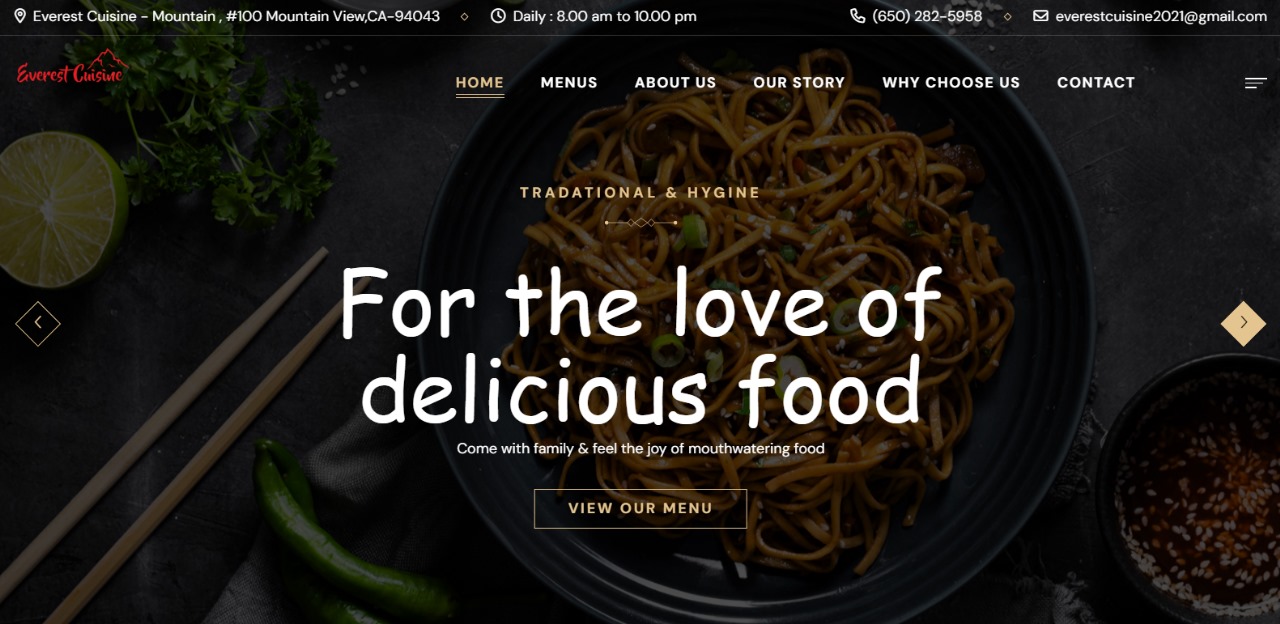 Everest Cuisine - Mountain , #100 Mountain View,CA-94043
Daily : 8.00 am to 10.00 pm
(650) 282-5958
everestcuisine2021@gmail.com
Everest Cuisine
HOME MENUS ABOUT US OUR STORY WHY CHOOSE US CONTACT
TRADATIONAL & HYGINE
For the love of
delicious food
Come with family & feel the joy of mouthwatering food
VIEW OUR MENU